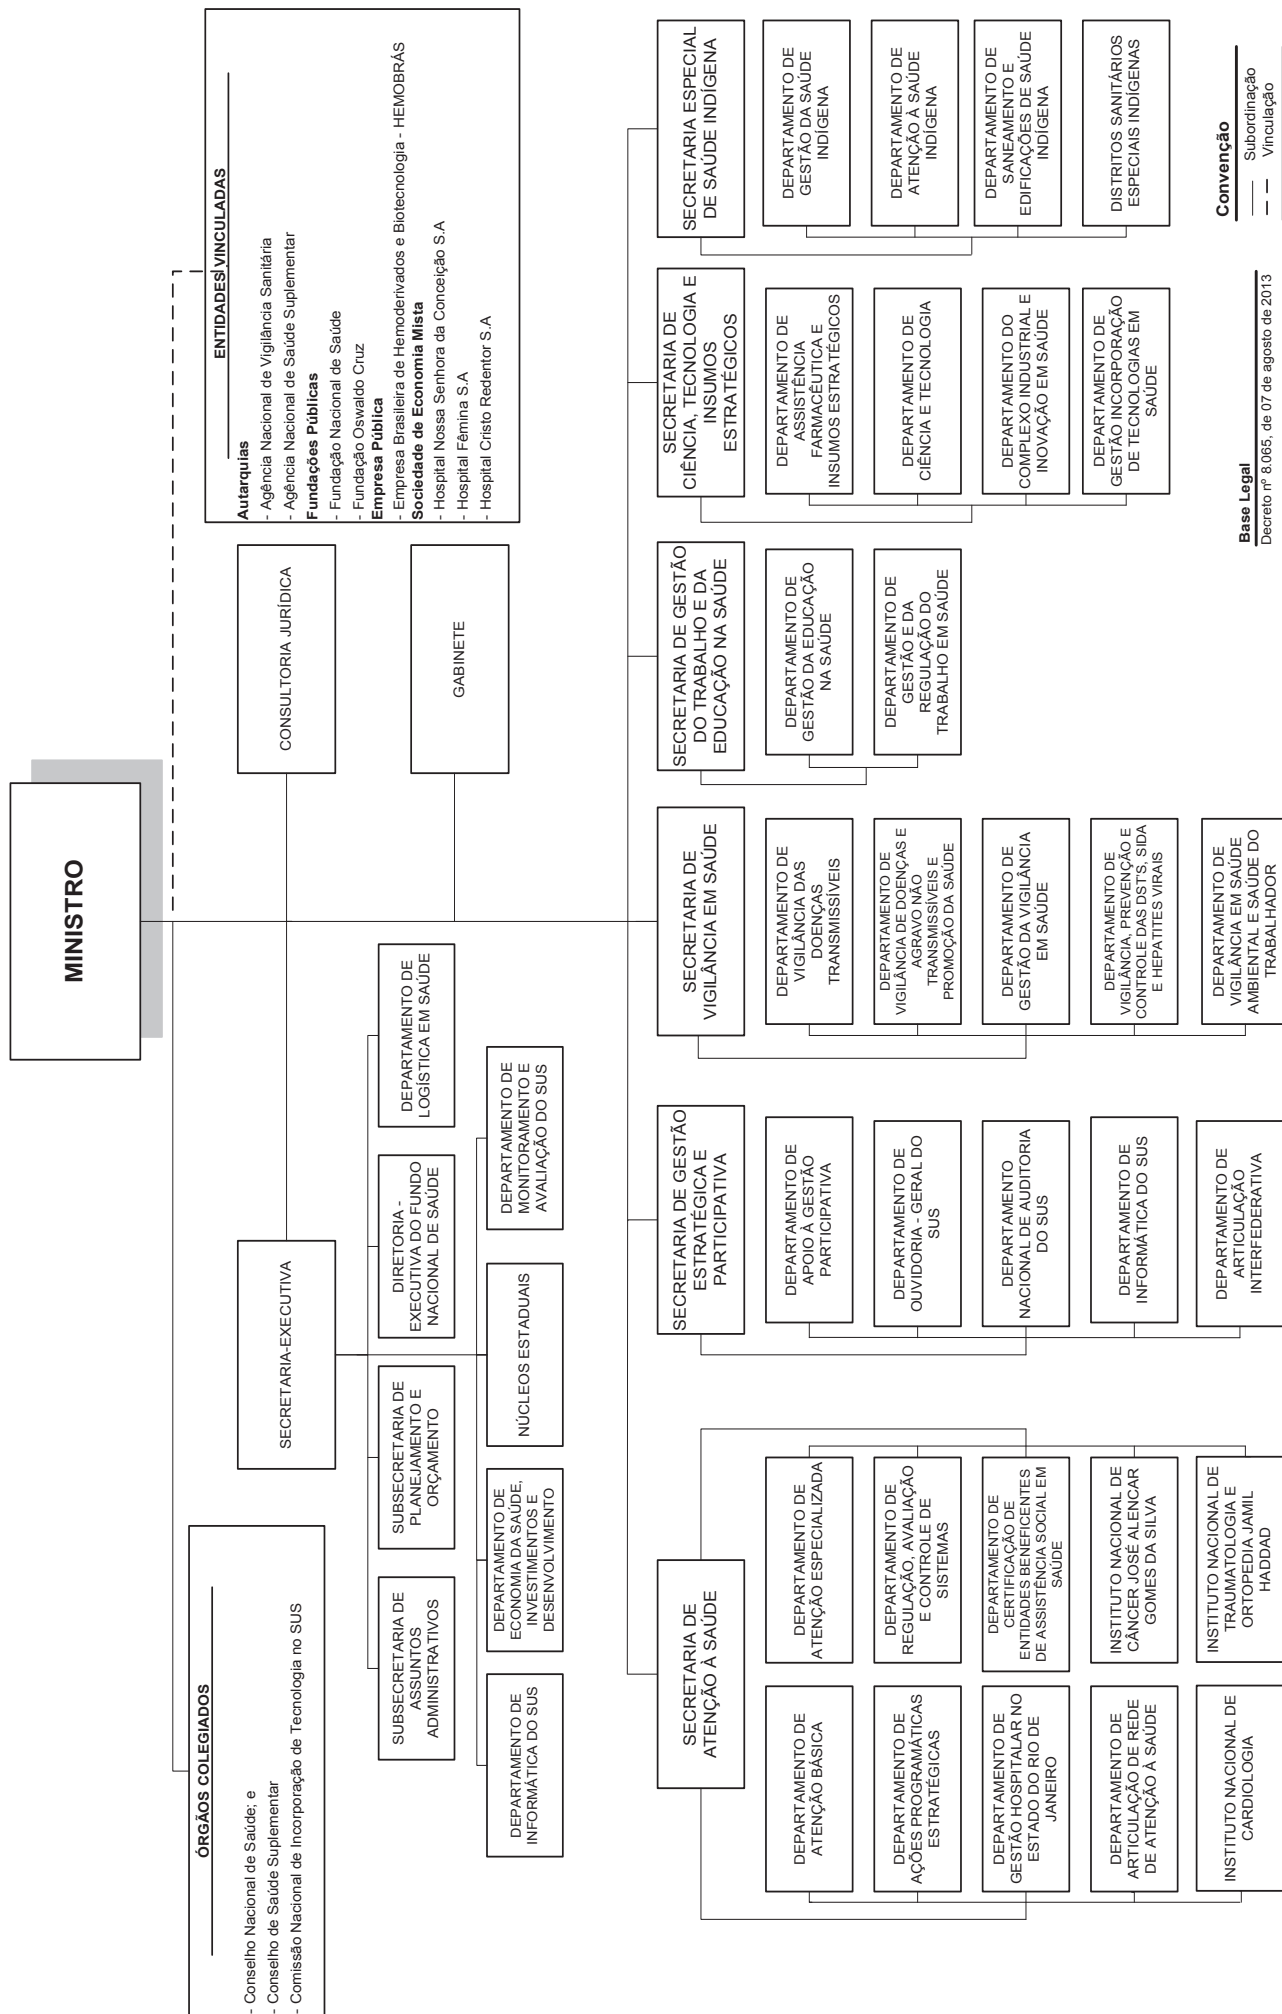 MINISTRO
ÓRGÃOS COLEGIADOS
- Conselho Nacional de Saúde; e
- Conselho de Saúde Suplementar
- Comissão Nacional de Incorporação de Tecnologia no SUS
ENTIDADES VINCULADAS
Autarquias
- Agência Nacional de Vigilância Sanitária
- Agência Nacional de Saúde Suplementar
Fundações Públicas
- Fundação Nacional de Saúde
- Fundação Oswaldo Cruz
Empresa Pública
- Empresa Brasileira de Hemoderivados e Biotecnologia - HEMOBRÁS
Sociedade de Economia Mista
- Hospital Nossa Senhora da Conceição S.A
- Hospital Fêmina S.A
- Hospital Cristo Redentor S.A
SECRETARIA-EXECUTIVA
CONSULTORIA JURÍDICA
GABINETE
SUBSECRETARIA DE
ASSUNTOS
ADMINISTRATIVOS
SUBSECRETARIA DE
PLANEJAMENTO E
ORÇAMENTO
DIRETORIA -
EXECUTIVA DO FUNDO
NACIONAL DE SAÚDE
DEPARTAMENTO DE
LOGÍSTICA EM SAÚDE
DEPARTAMENTO DE
INFORMÁTICA DO SUS
DEPARTAMENTO DE
ECONOMIA DA SAÚDE,
INVESTIMENTOS E
DESENVOLVIMENTO
NÚCLEOS ESTADUAIS
DEPARTAMENTO DE
MONITORAMENTO E
AVALIAÇÃO DO SUS
SECRETARIA DE
ATENÇÃO À SAÚDE
DEPARTAMENTO DE
ATENÇÃO BÁSICA
DEPARTAMENTO DE
AÇÕES PROGRAMÁTICAS
ESTRATÉGICAS
DEPARTAMENTO DE
GESTÃO HOSPITALAR NO
ESTADO DO RIO DE
JANEIRO
DEPARTAMENTO DE
ARTICULAÇÃO DE REDE
DE ATENÇÃO À SAÚDE
INSTITUTO NACIONAL DE
CARDIOLOGIA
DEPARTAMENTO DE
ATENÇÃO ESPECIALIZADA
DEPARTAMENTO DE
REGULAÇÃO, AVALIAÇÃO
E CONTROLE DE
SISTEMAS
DEPARTAMENTO DE
CERTIFICAÇÃO DE
ENTIDADES BENEFICENTES
DE ASSISTÊNCIA SOCIAL EM
SAÚDE
INSTITUTO NACIONAL DE
CÂNCER JOSÉ ALENCAR
GOMES DA SILVA
INSTITUTO NACIONAL DE
TRAUMATOLOGIA E
ORTOPEDIA JAMIL
HADDAD
SECRETARIA DE GESTÃO
ESTRATÉGICA E
PARTICIPATIVA
DEPARTAMENTO DE
APOIO À GESTÃO
PARTICIPATIVA
DEPARTAMENTO DE
OUVIDORIA - GERAL DO
SUS
DEPARTAMENTO
NACIONAL DE AUDITORIA
DO SUS
DEPARTAMENTO DE
INFORMÁTICA DO SUS
DEPARTAMENTO DE
ARTICULAÇÃO
INTERFEDERATIVA
SECRETARIA DE
VIGILÂNCIA EM SAÚDE
DEPARTAMENTO DE
VIGILÂNCIA DAS
DOENÇAS
TRANSMISSÍVEIS
DEPARTAMENTO DE
VIGILÂNCIA DE DOENÇAS E
AGRAVO NÃO
TRANSMISSÍVEIS E
PROMOÇÃO DA SAÚDE
DEPARTAMENTO DE
GESTÃO DA VIGILÂNCIA
EM SAÚDE
DEPARTAMENTO DE
VIGILÂNCIA, PREVENÇÃO E
CONTROLE DAS DST'S, SIDA
E HEPATITES VIRAIS
DEPARTAMENTO DE
VIGILÂNCIA EM SAÚDE
AMBIENTAL E SAÚDE DO
TRABALHADOR
SECRETARIA DE GESTÃO
DO TRABALHO E DA
EDUCAÇÃO NA SAÚDE
DEPARTAMENTO DE
GESTÃO DA EDUCAÇÃO
NA SAÚDE
DEPARTAMENTO DE
GESTÃO E DA
REGULAÇÃO DO
TRABALHO EM SAÚDE
SECRETARIA DE
CIÊNCIA, TECNOLOGIA E
INSUMOS
ESTRATÉGICOS
DEPARTAMENTO DE
ASSISTÊNCIA
FARMACÊUTICA E
INSUMOS ESTRATÉGICOS
DEPARTAMENTO DE
CIÊNCIA E TECNOLOGIA
DEPARTAMENTO DO
COMPLEXO INDUSTRIAL E
INOVAÇÃO EM SAÚDE
DEPARTAMENTO DE
GESTÃO INCORPORAÇÃO
DE TECNOLOGIAS EM
SAÚDE
SECRETARIA ESPECIAL
DE SAÚDE INDÍGENA
DEPARTAMENTO DE
GESTÃO DA SAÚDE
INDÍGENA
DEPARTAMENTO DE
ATENÇÃO À SAÚDE
INDÍGENA
DEPARTAMENTO DE
SANEAMENTO E
EDIFICAÇÕES DE SAÚDE
INDÍGENA
DISTRITOS SANITÁRIOS
ESPECIAIS INDÍGENAS
Base Legal
Decreto nº 8.065, de 07 de agosto de 2013
Convenção
Subordinação
Vinculação